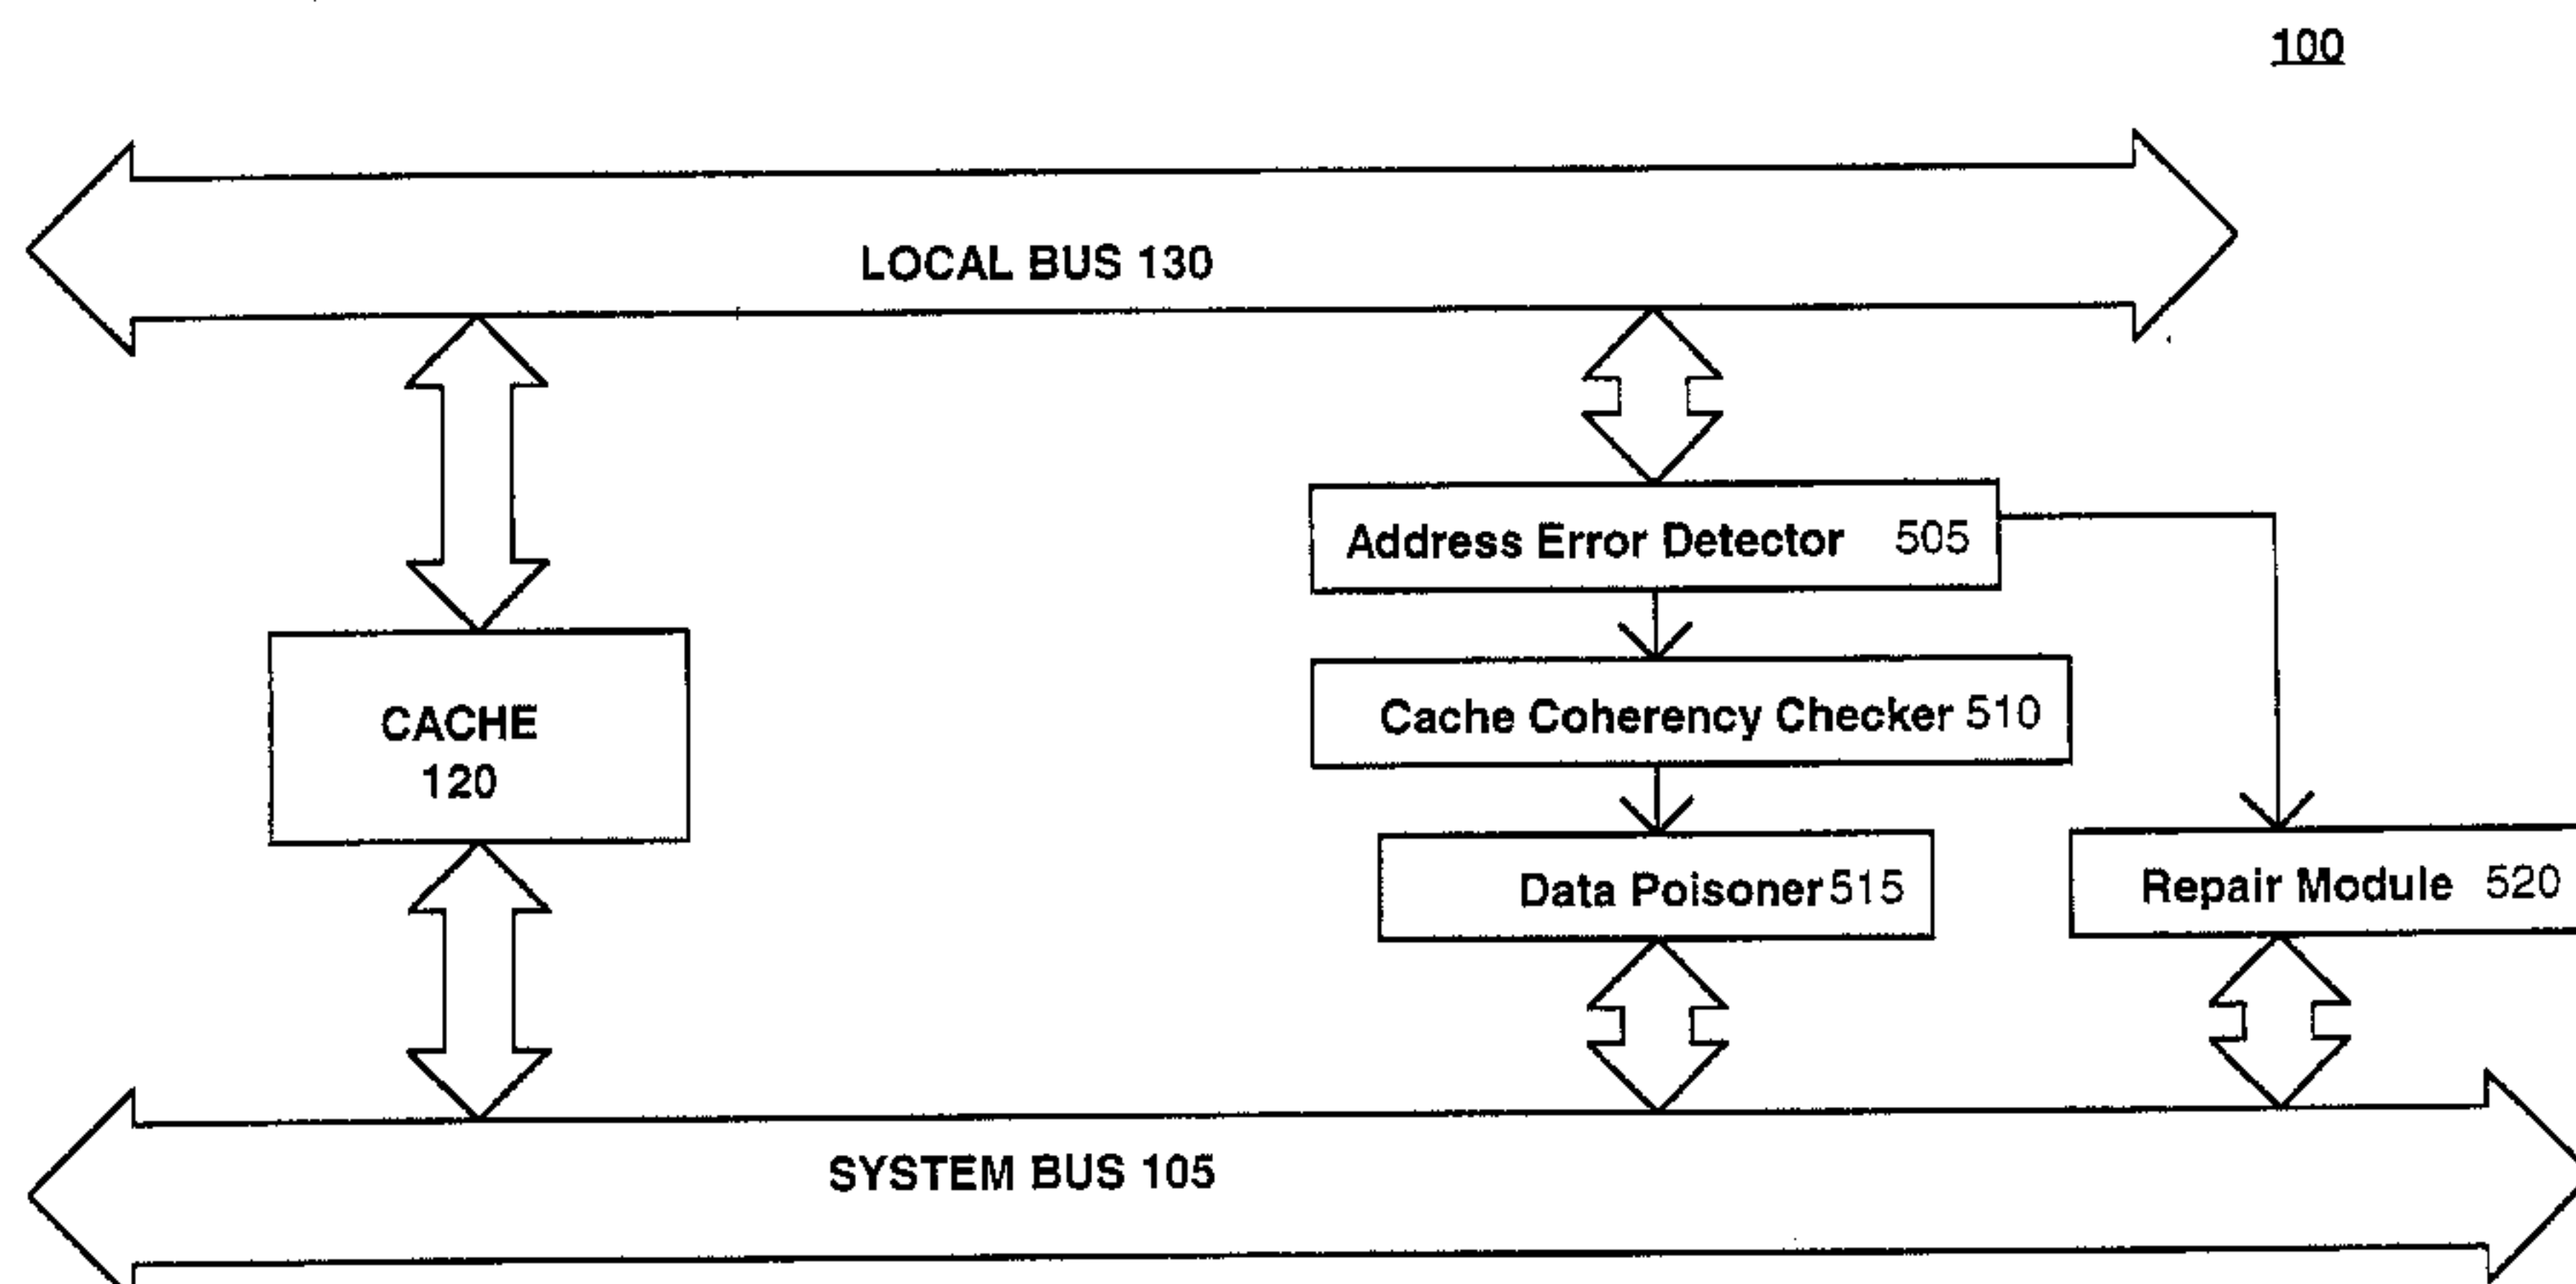 100
LOCAL BUS 130
Address Error Detector 505
Cache Coherency Checker 510
CACHE
120
Data Poisoner 515
Repair Module 520
SYSTEM BUS 105